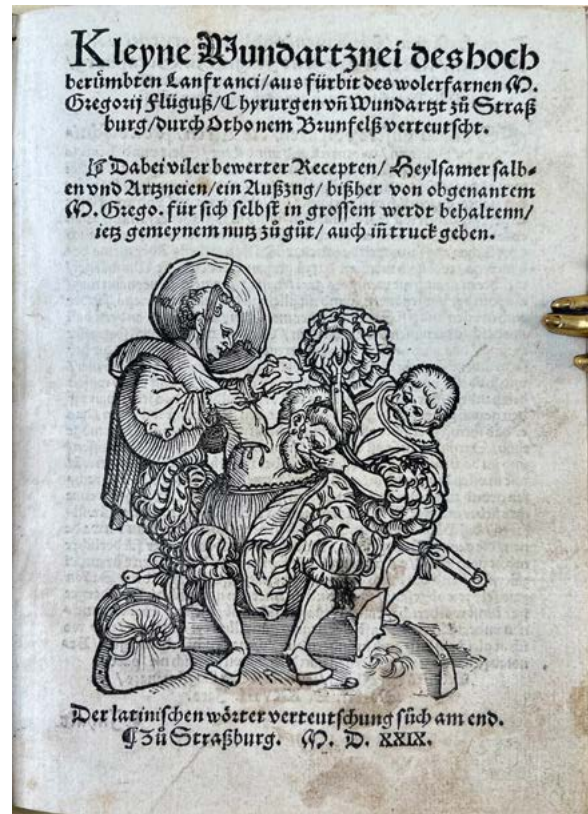 Kleyne Wundartznei des hoch
berümbten Lanfranci/aus fürbit des wolerfarnen M.
Gregorij Flüguß/Chyrurgen vñ Wundartzt zů Straß
burg/durch Othonem Brunfelß verteutscht.
☞ Dabei viler bewerter Recepten/ Heylsamer salb-
en vnd Artzneien/ein Außzug/ bißher von obgenantem
M. Grego. für sich selbst in grossem werdt behaltenn/
ietz gemeynem nutz zů gůt/ auch in̄ truck geben.
Der latinischen wörter verteutschung sůch am end.
¶Zů Straßburg. M. D. XXIX.